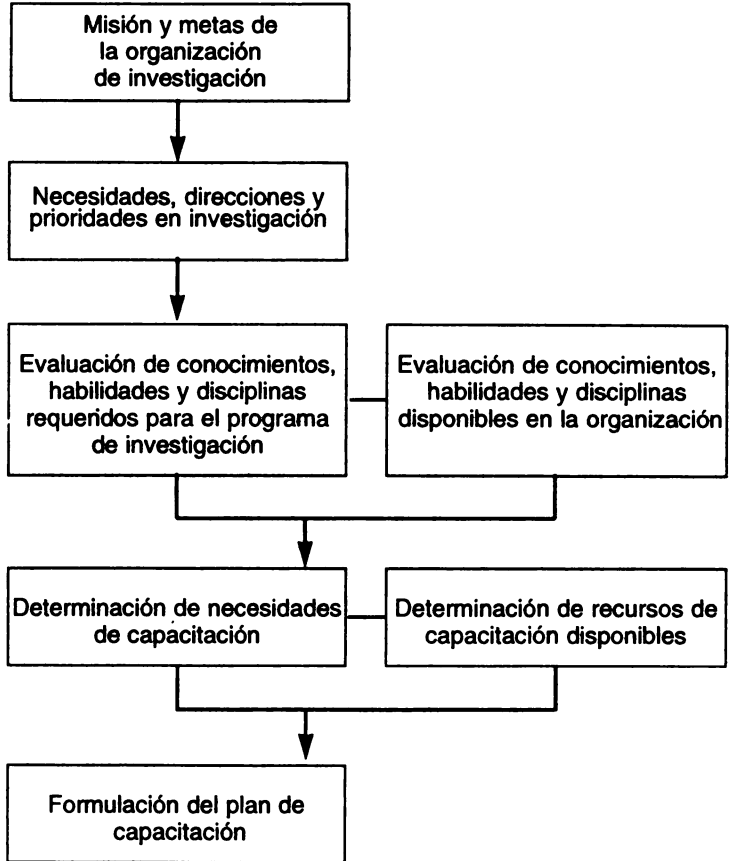 Misión y metas de
la organización
de investigación
Necesidades, direcciones y
prioridades en investigación
Evaluación de conocimientos,
habilidades y disciplinas
requeridos para el programa
de investigación
Evaluación de conocimientos,
habilidades y disciplinas
disponibles en la organización
Determinación de necesidades
de capacitación
Determinación de recursos de
capacitación disponibles
Formulación del plan de
capacitación